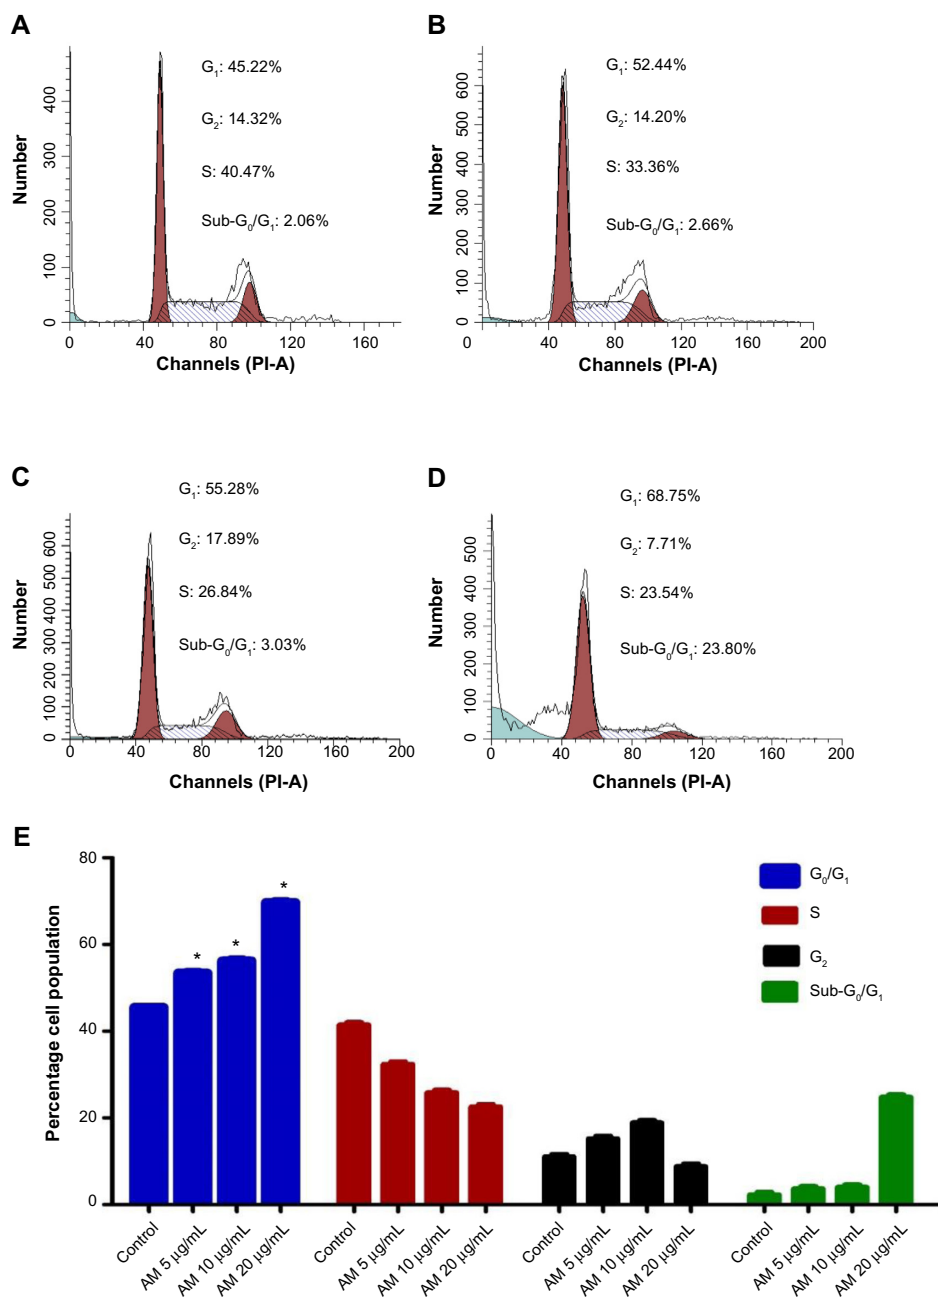 A
Number
400
300
200
100
0
G₁: 45.22%
G₂: 14.32%
S: 40.47%
Sub-G₀/G₁: 2.06%
0 40 80 120 160
Channels (PI-A)
B
Number
600
500
400
300
200
100
0
G₁: 52.44%
G₂: 14.20%
S: 33.36%
Sub-G₀/G₁: 2.66%
0 40 80 120 160 200
Channels (PI-A)
C
Number
600
500
400
300
200
100
0
G₁: 55.28%
G₂: 17.89%
S: 26.84%
Sub-G₀/G₁: 3.03%
0 40 80 120 160 200
Channels (PI-A)
D
Number
500
400
300
200
100
0
G₁: 68.75%
G₂: 7.71%
S: 23.54%
Sub-G₀/G₁: 23.80%
0 40 80 120 160 200
Channels (PI-A)
E
Percentage cell population
80
60
40
20
0
* * *
G₀/G₁
S
G₂
Sub-G₀/G₁
Control
AM 5 µg/mL
AM 10 µg/mL
AM 20 µg/mL
Control
AM 5 µg/mL
AM 10 µg/mL
AM 20 µg/mL
Control
AM 5 µg/mL
AM 10 µg/mL
AM 20 µg/mL
Control
AM 5 µg/mL
AM 10 µg/mL
AM 20 µg/mL